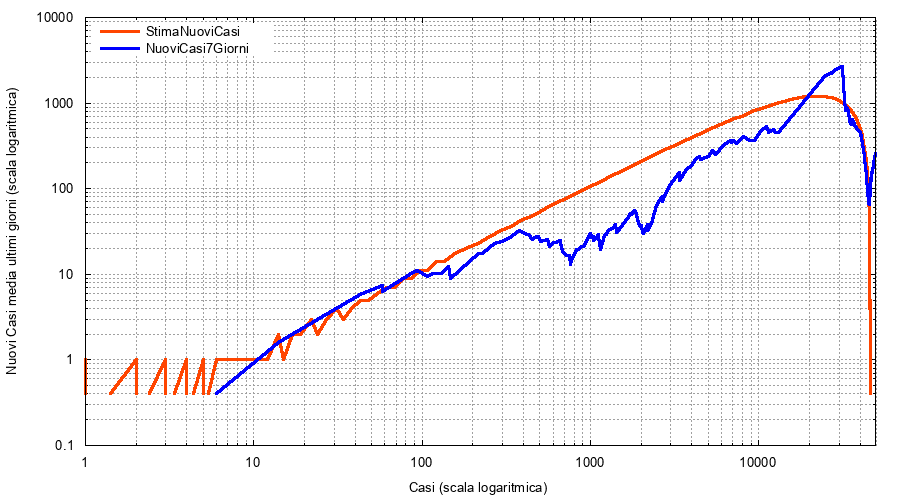 10000
1000
100
10
1
0.1
1
10
100
1000
10000
StimaNuoviCasi
NuoviCasi7Giorni
Nuovi Casi media ultimi giorni (scala logaritmica)
Casi (scala logaritmica)